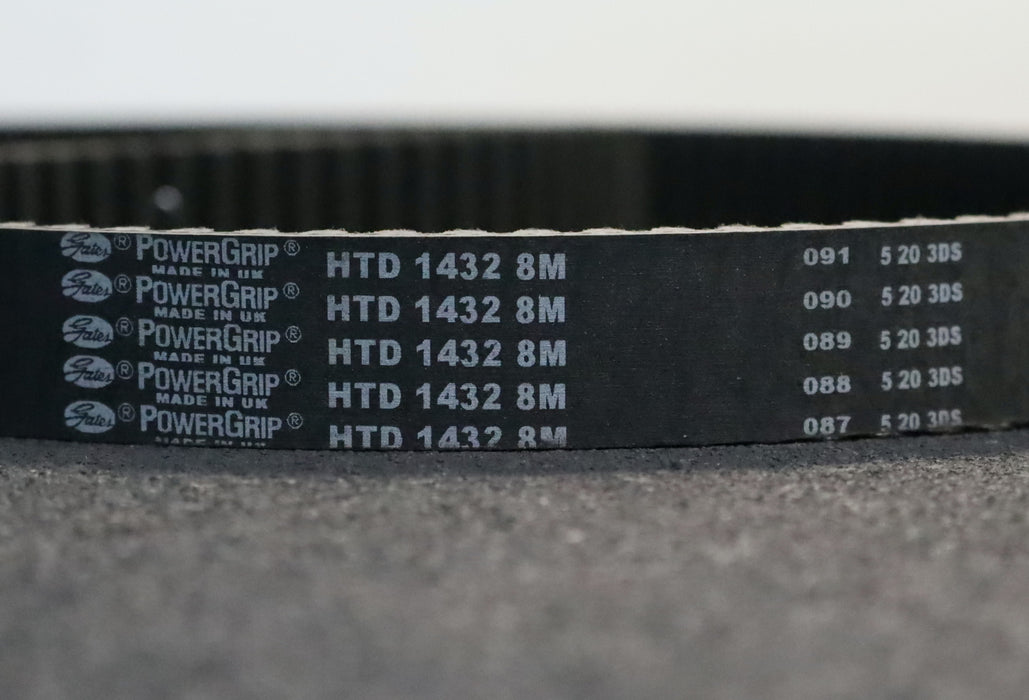 Gates® POWERGRIP® HTD 1432 8M 091 5 20 3DS
MADE IN UK
Gates® POWERGRIP® HTD 1432 8M 090 5 20 3DS
MADE IN UK
Gates® POWERGRIP® HTD 1432 8M 089 5 20 3DS
MADE IN UK
Gates® POWERGRIP® HTD 1432 8M 088 5 20 3DS
MADE IN UK
Gates® POWERGRIP® HTD 1432 8M 087 5 20 3DS
MADE IN UK